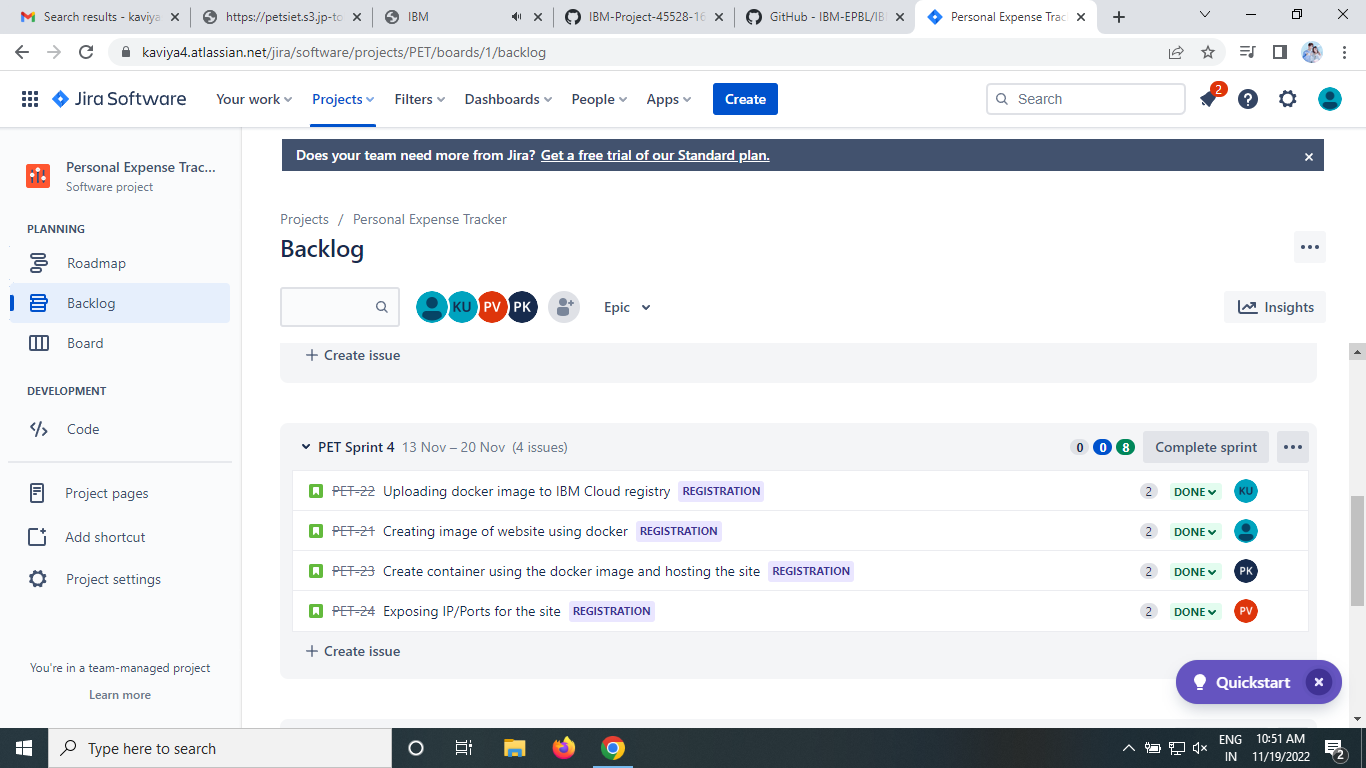 Search results - kaviya
https://petsiet.s3.jp-to
IBM
IBM-Project-45528-16
GitHub - IBM-EPBL/IB
Personal Expense Trac
kaviya4.atlassian.net/jira/software/projects/PET/boards/1/backlog
Jira Software
Your work
Projects
Filters
Dashboards
People
Apps
Create
Search
2
Does your team need more from Jira? Get a free trial of our Standard plan.
Personal Expense Trac...
Software project
PLANNING
Roadmap
Backlog
Board
DEVELOPMENT
Code
Project pages
Add shortcut
Project settings
You're in a team-managed project
Learn more
Projects / Personal Expense Tracker
Backlog
KU
PV
PK
Epic
Insights
+ Create issue
PET Sprint 4 13 Nov – 20 Nov (4 issues)
0 0 8
Complete sprint
PET-22 Uploading docker image to IBM Cloud registry REGISTRATION 2 DONE KU
PET-21 Creating image of website using docker REGISTRATION 2 DONE
PET-23 Create container using the docker image and hosting the site REGISTRATION 2 DONE PK
PET-24 Exposing IP/Ports for the site REGISTRATION 2 DONE PV
+ Create issue
Quickstart
Type here to search
ENG
IN
10:51 AM
11/19/2022
2